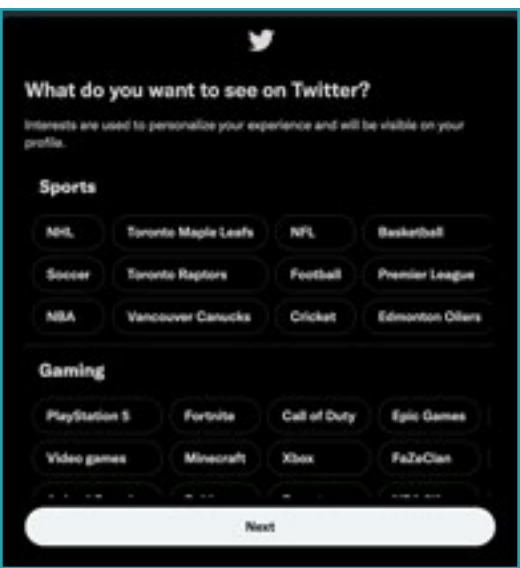 What do you want to see on Twitter?
Interests are used to personalize your experience and will be visible on your
profile.
Sports
NHL Toronto Maple Leafs NFL Basketball
Soccer Toronto Raptors Football Premier League
NBA Vancouver Canucks Cricket Edmonton Oilers
Gaming
PlayStation 5 Fortnite Call of Duty Epic Games
Video games Minecraft Xbox FaZeClan
Next